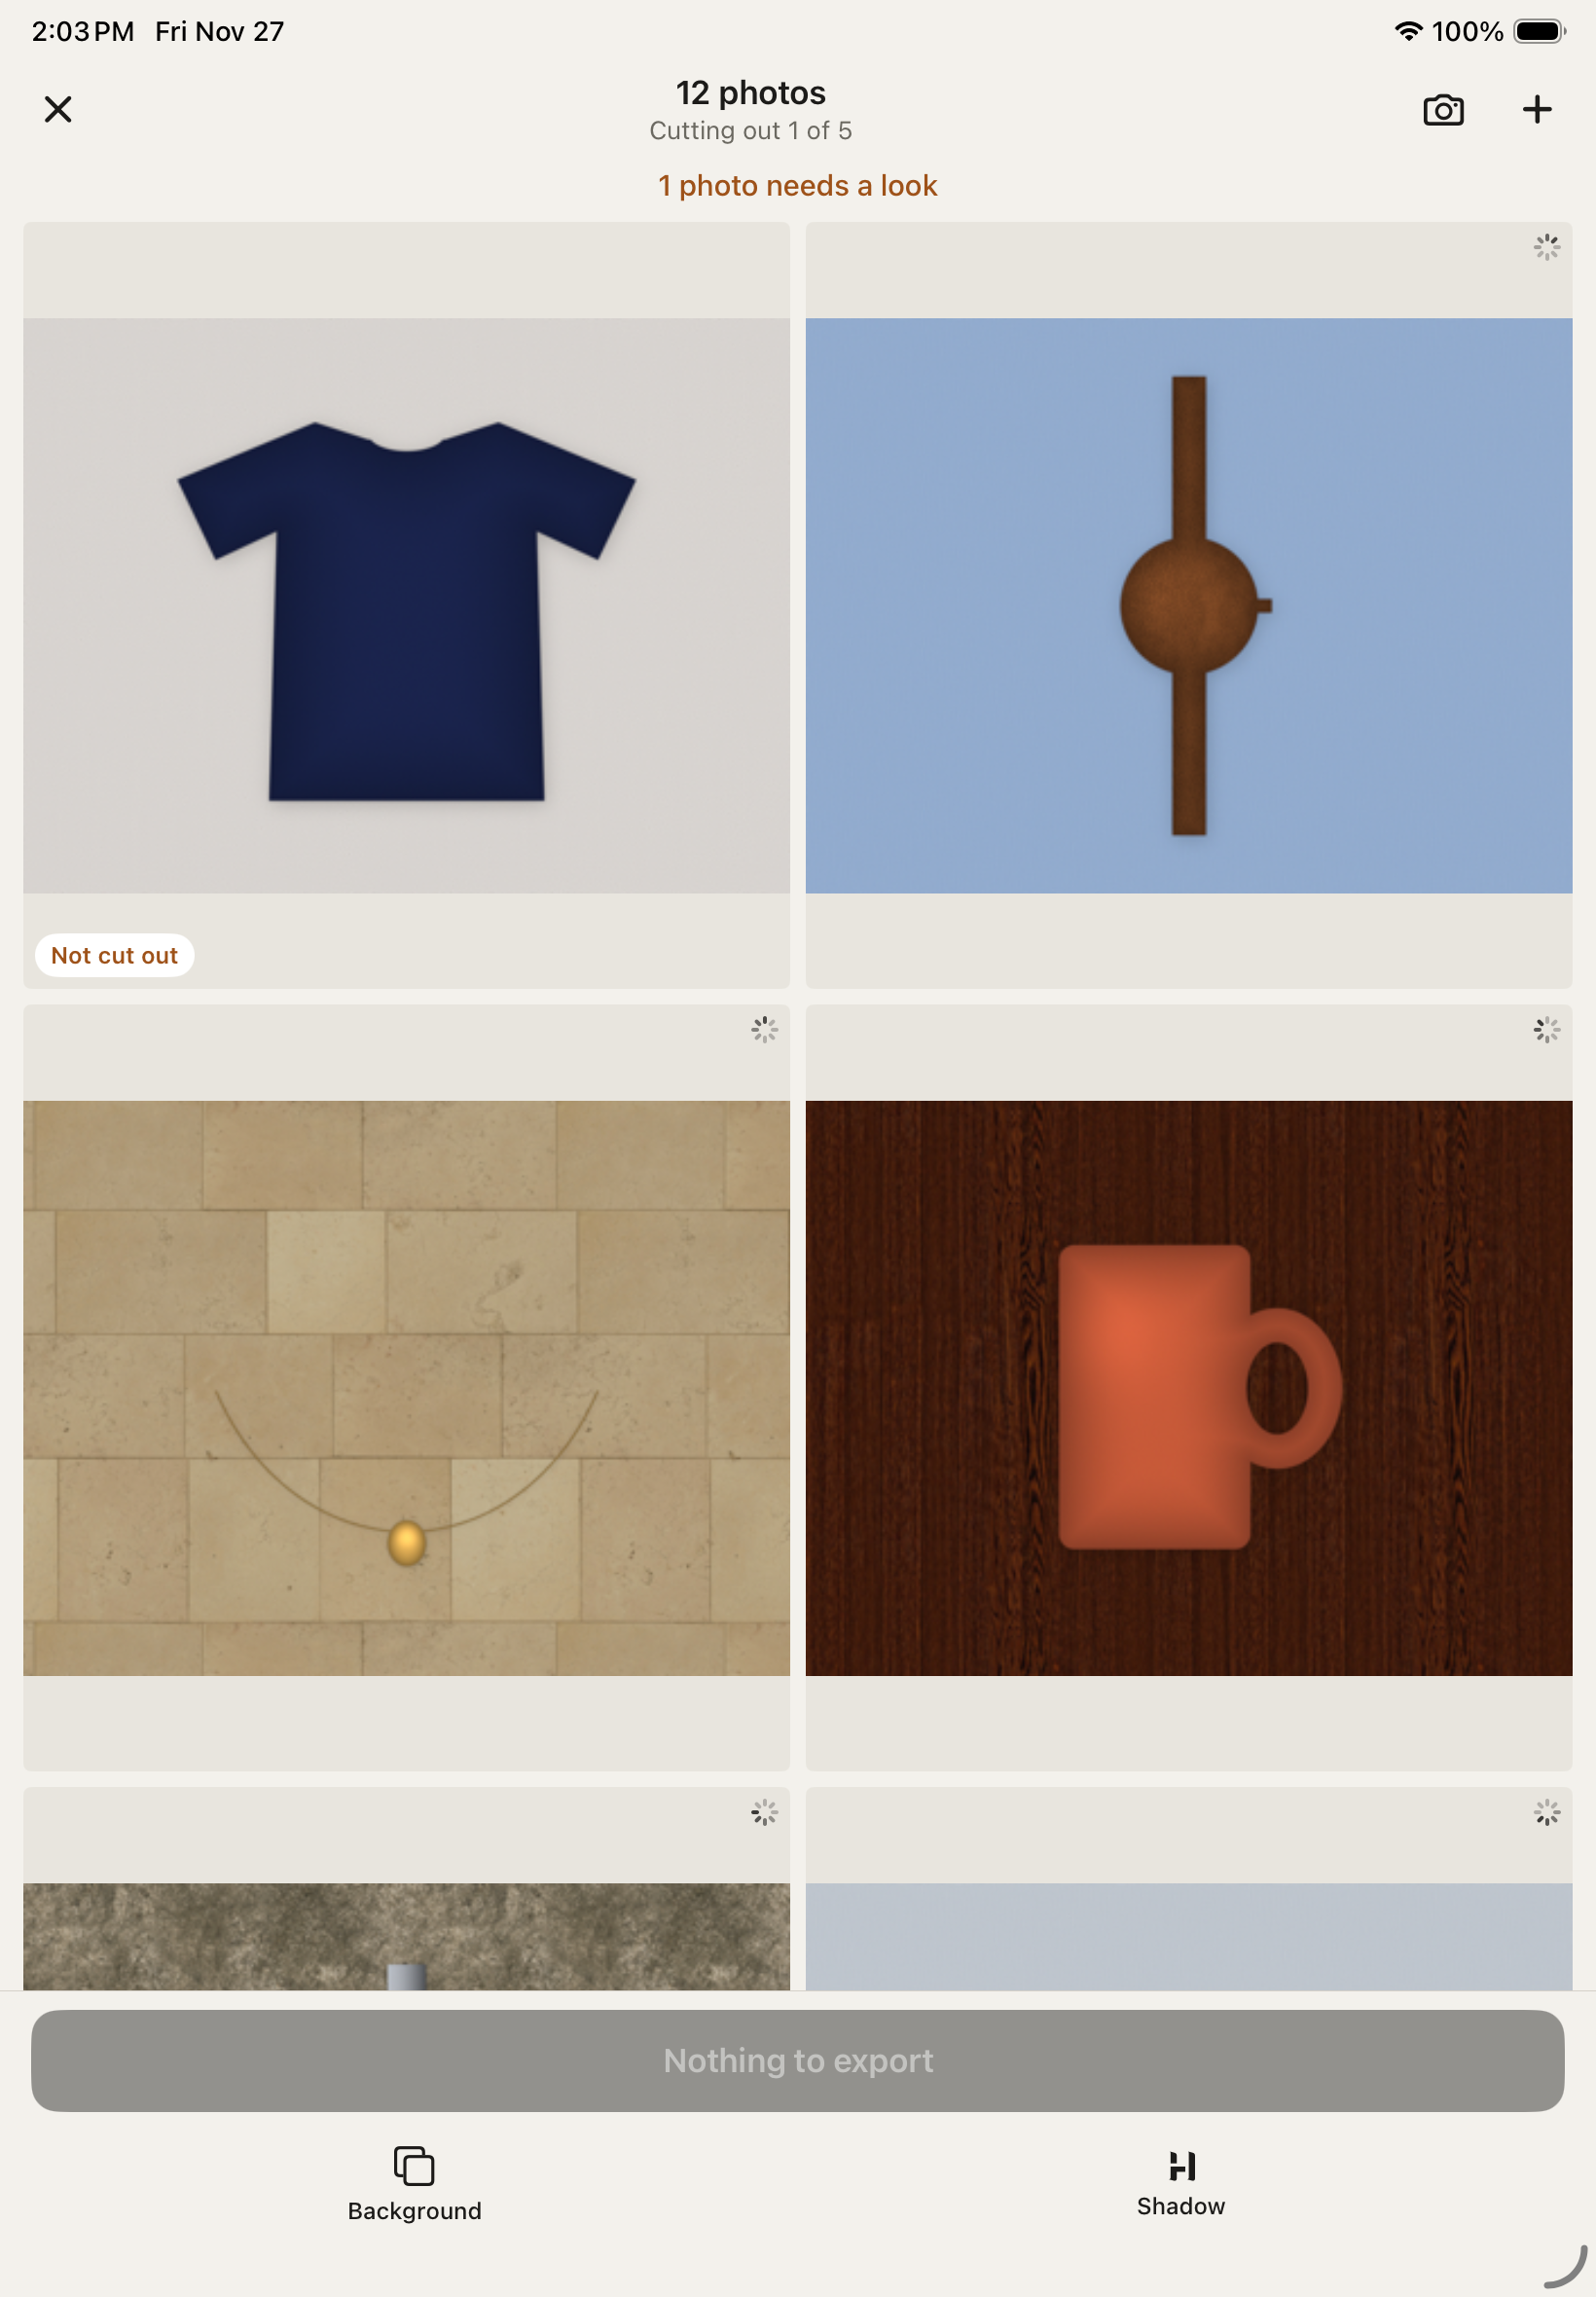 2:03 PM Fri Nov 27
100%
12 photos
Cutting out 1 of 5
1 photo needs a look
Not cut out
Nothing to export
Background
Shadow